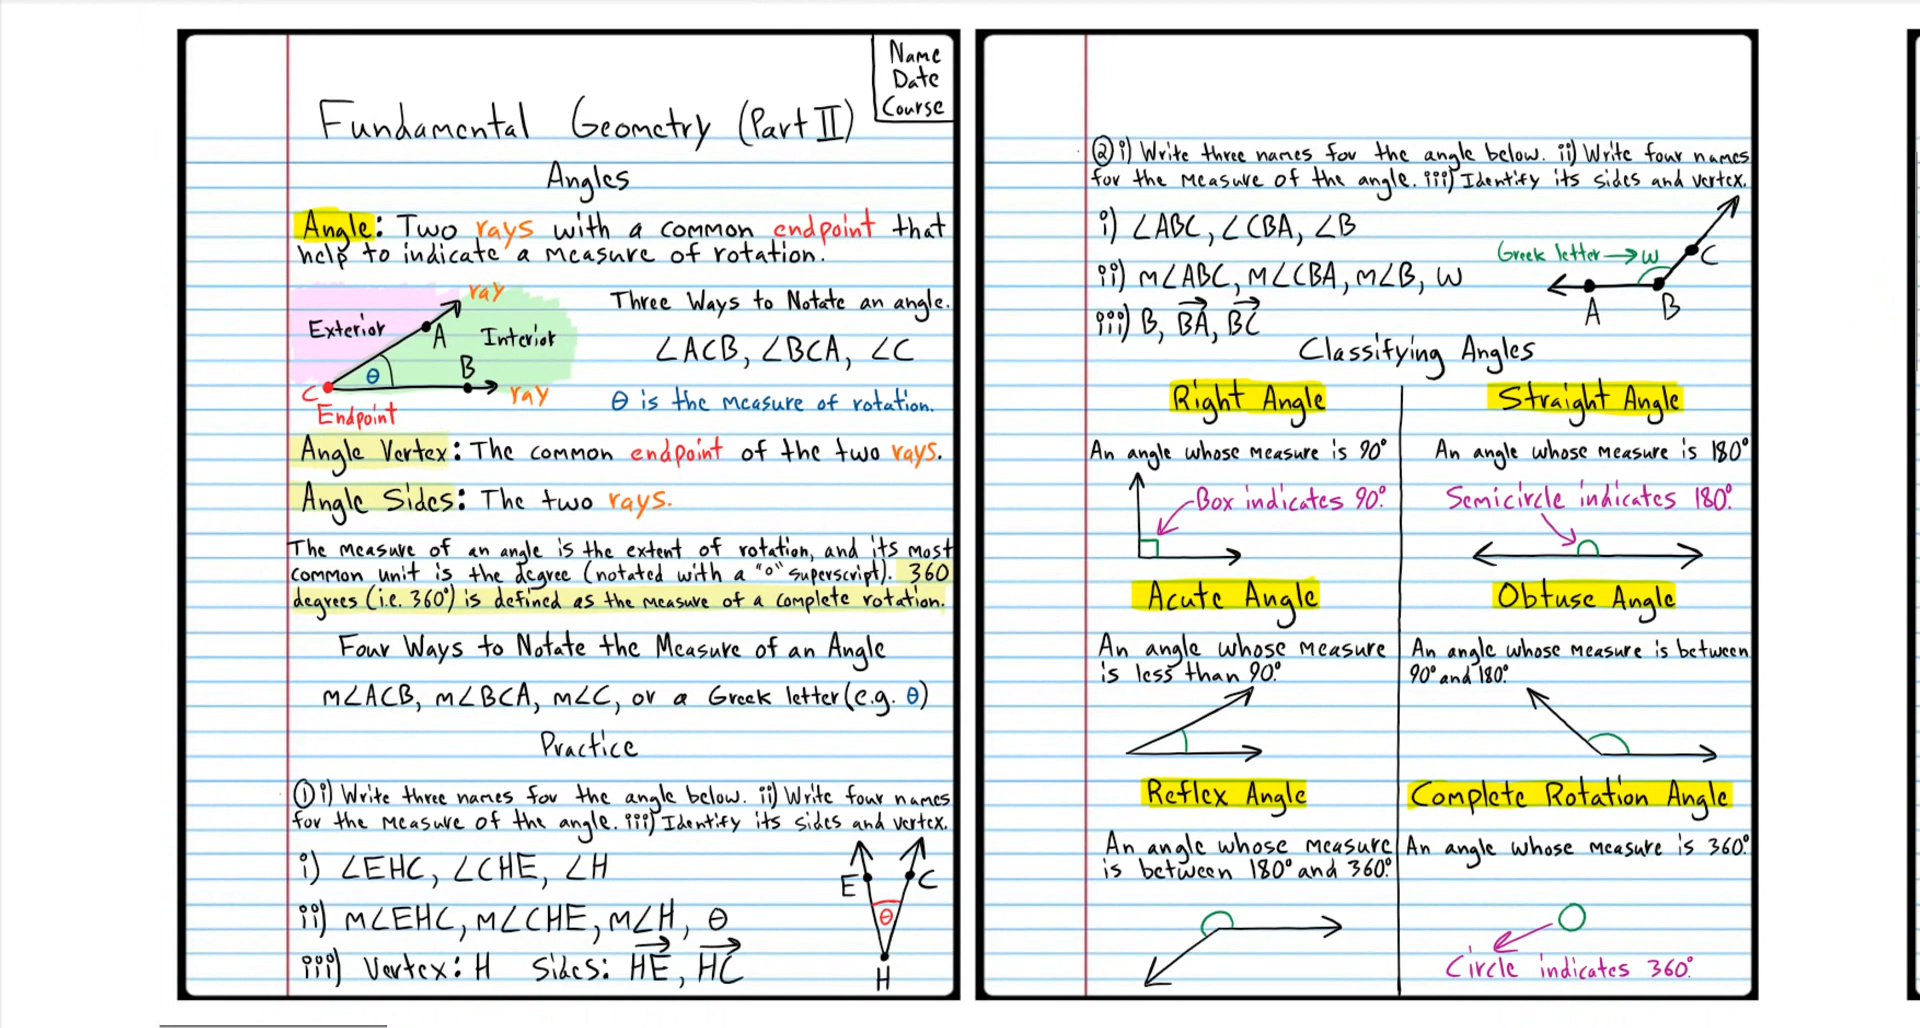 Name
Date
Course
Fundamental Geometry (Part II)
Angles
Angle: Two rays with a common endpoint that
help to indicate a measure of rotation.
ray
Exterior
A
Interior
θ
B
C
ray
Endpoint
Three Ways to Notate an angle.
∠ACB, ∠BCA, ∠C
θ is the measure of rotation.
Angle Vertex: The common endpoint of the two rays.
Angle Sides: The two rays.
The measure of an angle is the extent of rotation, and its most
common unit is the degree (notated with a "o" superscript). 360
degrees (i.e. 360°) is defined as the measure of a complete rotation.
Four Ways to Notate the Measure of an Angle
m∠ACB, m∠BCA, m∠C, or a Greek letter (e.g. θ)
Practice
① i) Write three names for the angle below. ii) Write four names
for the measure of the angle. iii) Identify its sides and vertex.
i) ∠EHC, ∠CHE, ∠H
ii) m∠EHC, m∠CHE, m∠H, θ
iii) Vertex: H Sides: HE→, HC→
E
C
θ
H
② i) Write three names for the angle below. ii) Write four names
for the measure of the angle. iii) Identify its sides and vertex.
i) ∠ABC, ∠CBA, ∠B
ii) m∠ABC, m∠CBA, m∠B, ω
iii) B, BA→, BC→
Greek letter → ω
C
A
B
Classifying Angles
Right Angle
An angle whose measure is 90°
Box indicates 90°.
Straight Angle
An angle whose measure is 180°
Semicircle indicates 180°.
Acute Angle
An angle whose measure
is less than 90°.
Obtuse Angle
An angle whose measure is between
90° and 180°.
Reflex Angle
An angle whose measure
is between 180° and 360°.
Complete Rotation Angle
An angle whose measure is 360°.
Circle indicates 360°.